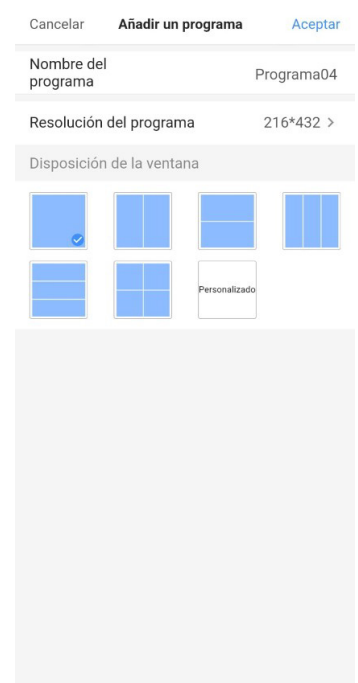 Cancelar Añadir un programa Aceptar
Nombre del
programa
Programa04
Resolución del programa 216*432 >
Disposición de la ventana
Personalizado